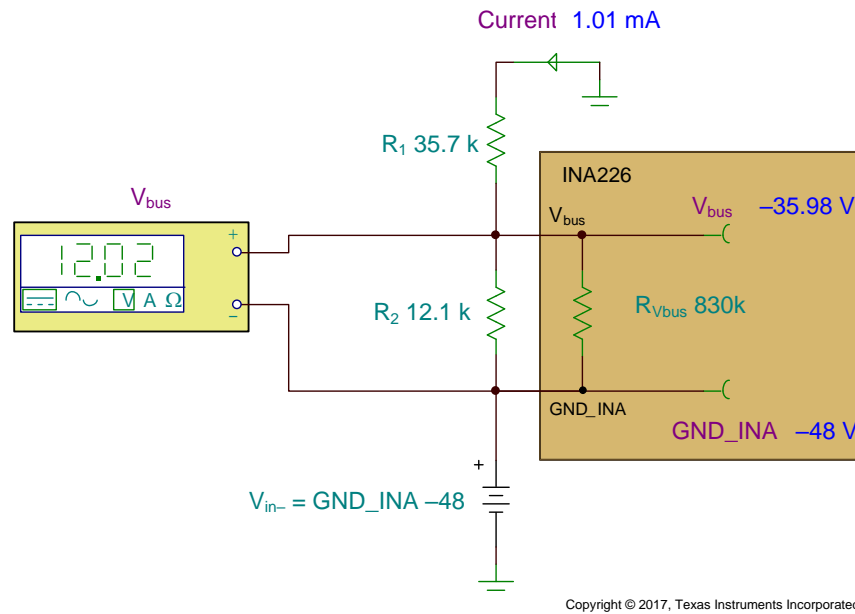 Current 1.01 mA
R1 35.7 k
INA226
Vbus
Vbus
Vbus –35.98 V
+
12.02
V A Ω
–
R2 12.1 k
RVbus 830k
GND_INA
GND_INA –48 V
+
Vin– = GND_INA –48
Copyright © 2017, Texas Instruments Incorporated